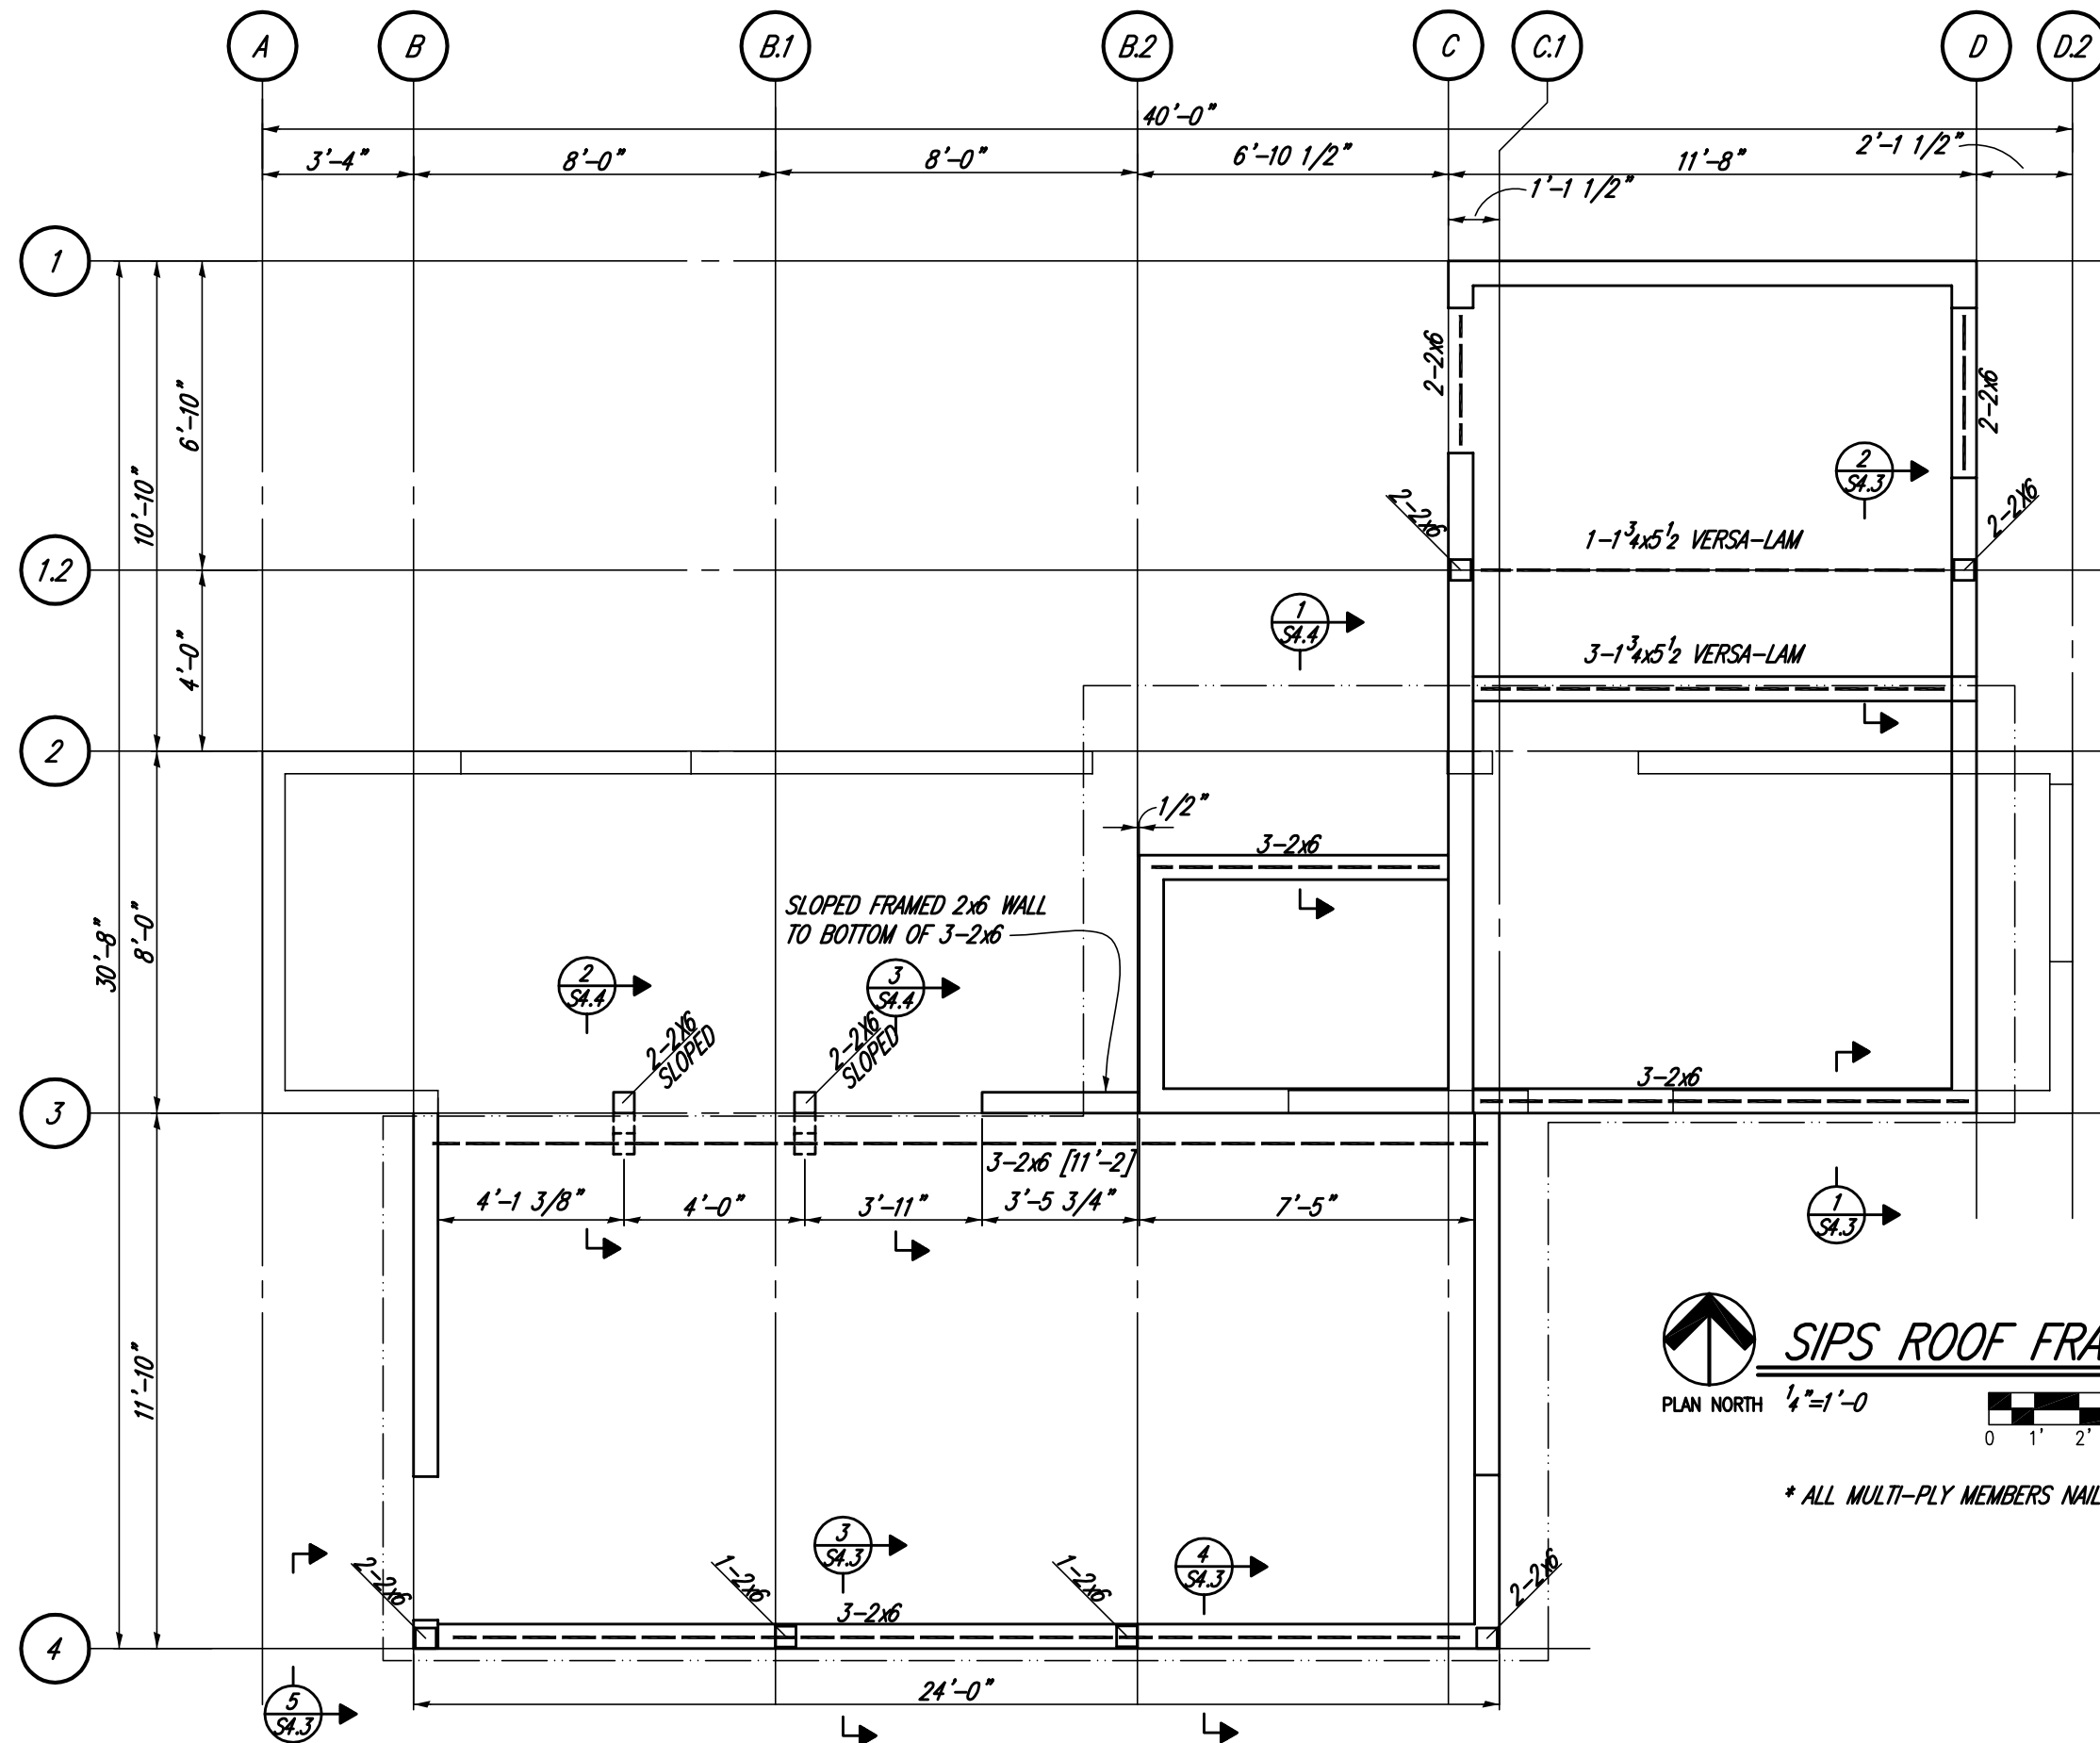 A
B
B.1
B.2
C
C.1
D
D.2
40'-0"
3'-4"
8'-0"
8'-0"
6'-10 1/2"
11'-8"
2'-1 1/2"
1'-1 1/2"
1
6'-10"
10'-10"
2-2x6
2-2x6
2
S4.3
2-2x6
2-2X6
1-1 3/4x5 1/2 VERSA-LAM
1.2
1
S4.4
4'-0"
3-1 3/4x5 1/2 VERSA-LAM
2
1/2"
3-2x6
SLOPED FRAMED 2x6 WALL
TO BOTTOM OF 3-2x6
30'-8"
8'-0"
2
S4.4
3
S4.4
2-2X6
SLOPED
2-2X6
SLOPED
3-2x6
3
3-2x6 [11'-2]
4'-1 3/8"
4'-0"
3'-11"
3'-5 3/4"
7'-5"
1
S4.3
11'-10"
SIPS ROOF FRA
PLAN NORTH
1/4"=1'-0
0 1' 2'
* ALL MULTI-PLY MEMBERS NAIL
3
S4.3
4
S4.3
2-2x6
1-2x6
1-2x6
2-2x6
3-2x6
4
24'-0"
5
S4.3